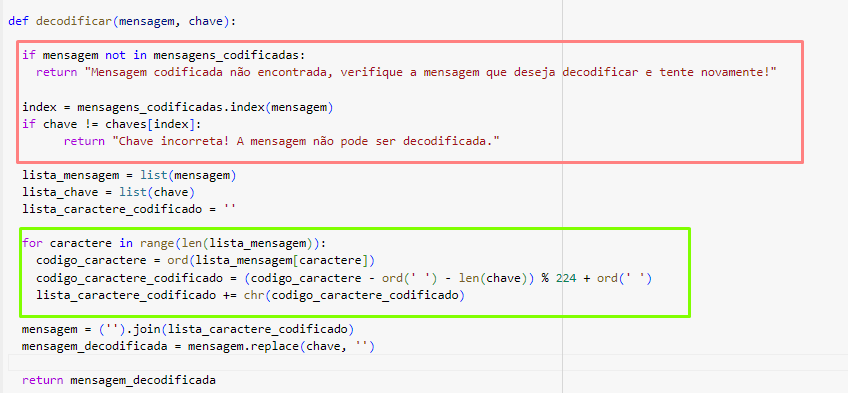 def decodificar(mensagem, chave):
if mensagem not in mensagens_codificadas:
return "Mensagem codificada não encontrada, verifique a mensagem que deseja decodificar e tente novamente!"
index = mensagens_codificadas.index(mensagem)
if chave != chaves[index]:
return "Chave incorreta! A mensagem não pode ser decodificada."
lista_mensagem = list(mensagem)
lista_chave = list(chave)
lista_caractere_codificado = ''
for caractere in range(len(lista_mensagem)):
codigo_caractere = ord(lista_mensagem[caractere])
codigo_caractere_codificado = (codigo_caractere - ord(' ') - len(chave)) % 224 + ord(' ')
lista_caractere_codificado += chr(codigo_caractere_codificado)
mensagem = ('').join(lista_caractere_codificado)
mensagem_decodificada = mensagem.replace(chave, '')
return mensagem_decodificada